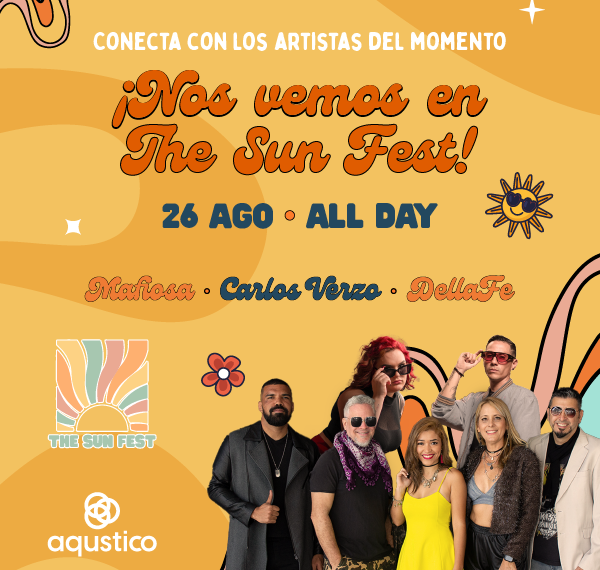 CONECTA CON LOS ARTISTAS DEL MOMENTO
¡Nos vemos en
The Sun Fest!
26 AGO • ALL DAY
Mafiosa • Carlos Verzo • DellaFe
THE SUN FEST
aqustico